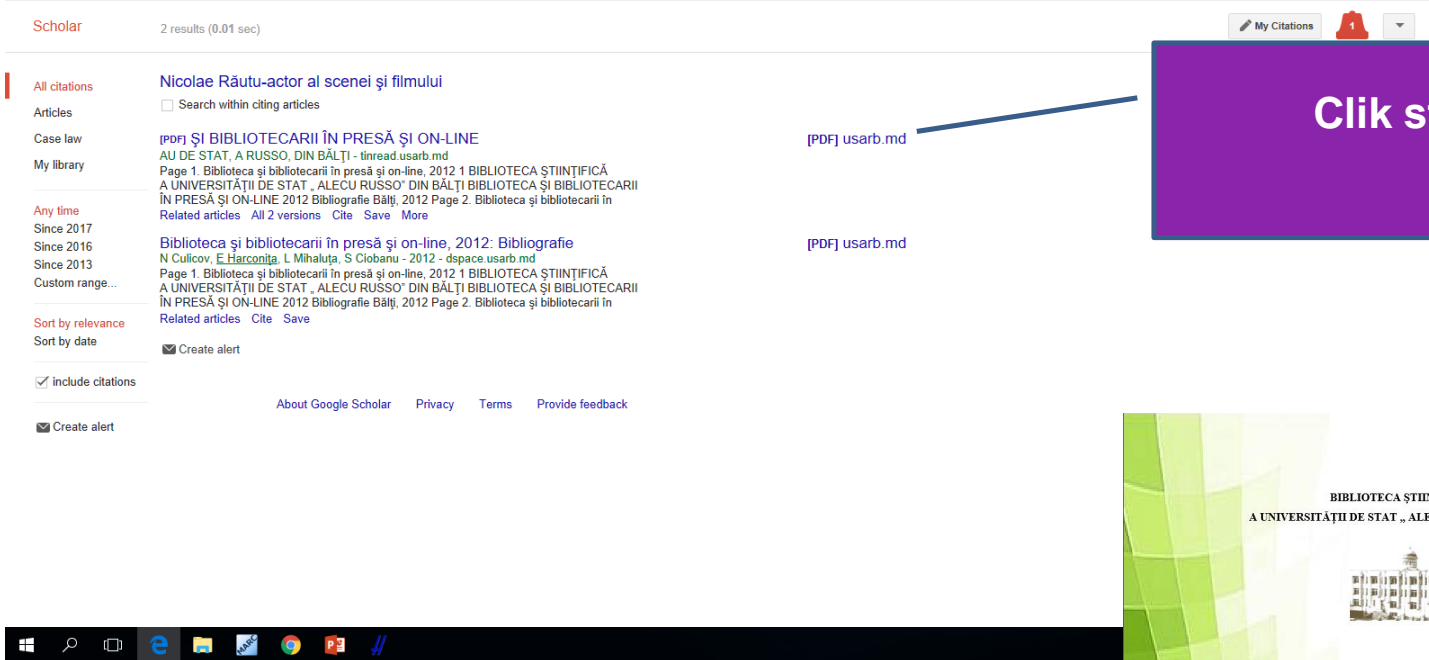 Scholar
2 results (0.01 sec)
My Citations
1
All citations
Articles
Case law
My library
Any time
Since 2017
Since 2016
Since 2013
Custom range...
Sort by relevance
Sort by date
include citations
Create alert
Nicolae Răutu-actor al scenei şi filmului
Search within citing articles
[PDF] ŞI BIBLIOTECARII ÎN PRESĂ ŞI ON-LINE
AU DE STAT, A RUSSO, DIN BĂLŢI - tinread.usarb.md
Page 1. Biblioteca şi bibliotecarii în presă şi on-line, 2012 1 BIBLIOTECA ŞTIINŢIFICĂ
A UNIVERSITĂŢII DE STAT „ ALECU RUSSO" DIN BĂLŢI BIBLIOTECA ŞI BIBLIOTECARII
ÎN PRESĂ ŞI ON-LINE 2012 Bibliografie Bălţi, 2012 Page 2. Biblioteca şi bibliotecarii în
Related articles All 2 versions Cite Save More
[PDF] usarb.md
Biblioteca şi bibliotecarii în presă şi on-line, 2012: Bibliografie
N Culicov, E Harconiţa, L Mihaluţa, S Ciobanu - 2012 - dspace.usarb.md
Page 1. Biblioteca şi bibliotecarii în presă şi on-line, 2012 1 BIBLIOTECA ŞTIINŢIFICĂ
A UNIVERSITĂŢII DE STAT „ ALECU RUSSO" DIN BĂLŢI BIBLIOTECA ŞI BIBLIOTECARII
ÎN PRESĂ ŞI ON-LINE 2012 Bibliografie Bălţi, 2012 Page 2. Biblioteca şi bibliotecarii în
Related articles Cite Save
[PDF] usarb.md
Create alert
About Google Scholar Privacy Terms Provide feedback
Clik
BIBLIOTECA
A UNIVERSITĂŢII DE STAT „
MARC